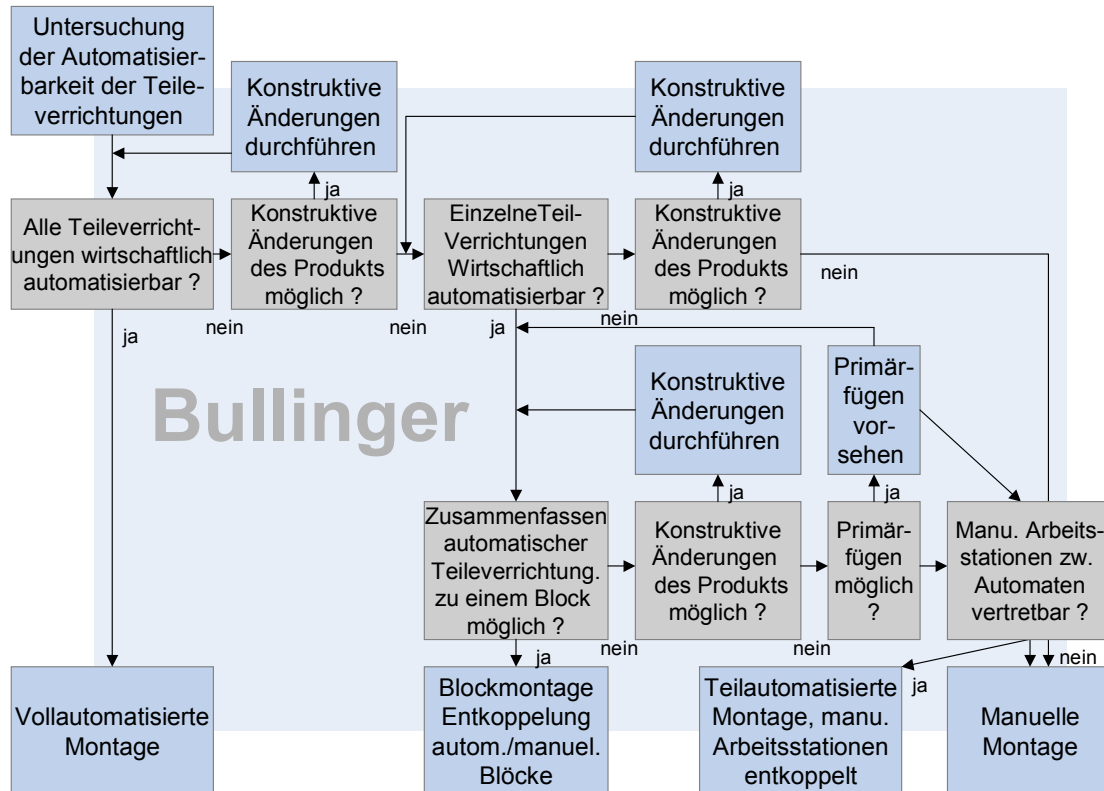 Untersuchung
der Automatisier-
barkeit der Teile-
verrichtungen
Konstruktive
Änderungen
durchführen
Konstruktive
Änderungen
durchführen
ja
ja
Alle Teileverricht-
ungen wirtschaftlich
automatisierbar ?
Konstruktive
Änderungen
des Produkts
möglich ?
EinzelneTeil-
Verrichtungen
Wirtschaftlich
automatisierbar ?
Konstruktive
Änderungen
des Produkts
möglich ?
nein
ja
nein
nein
ja
nein
Bullinger
Konstruktive
Änderungen
durchführen
Primär-
fügen
vor-
sehen
ja
ja
Zusammenfassen
automatischer
Teileverrichtung.
zu einem Block
möglich ?
Konstruktive
Änderungen
des Produkts
möglich ?
Primär-
fügen
möglich
?
Manu. Arbeits-
stationen zw.
Automaten
vertretbar ?
ja
nein
nein
ja
nein
Vollautomatisierte
Montage
Blockmontage
Entkoppelung
autom./manuel.
Blöcke
Teilautomatisierte
Montage, manu.
Arbeitsstationen
entkoppelt
Manuelle
Montage